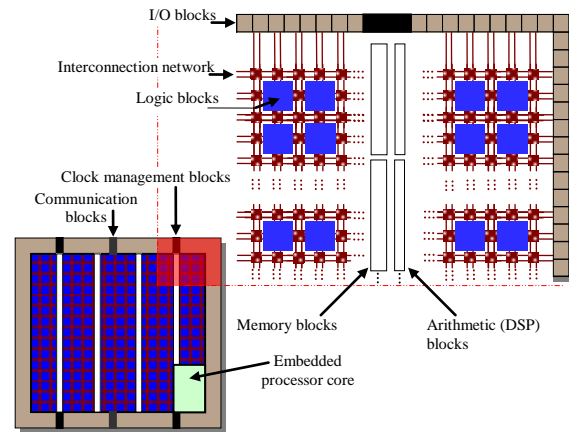 I/O blocks
Interconnection network
Logic blocks
Clock management blocks
Communication
blocks
Memory blocks
Arithmetic (DSP)
blocks
Embedded
processor core